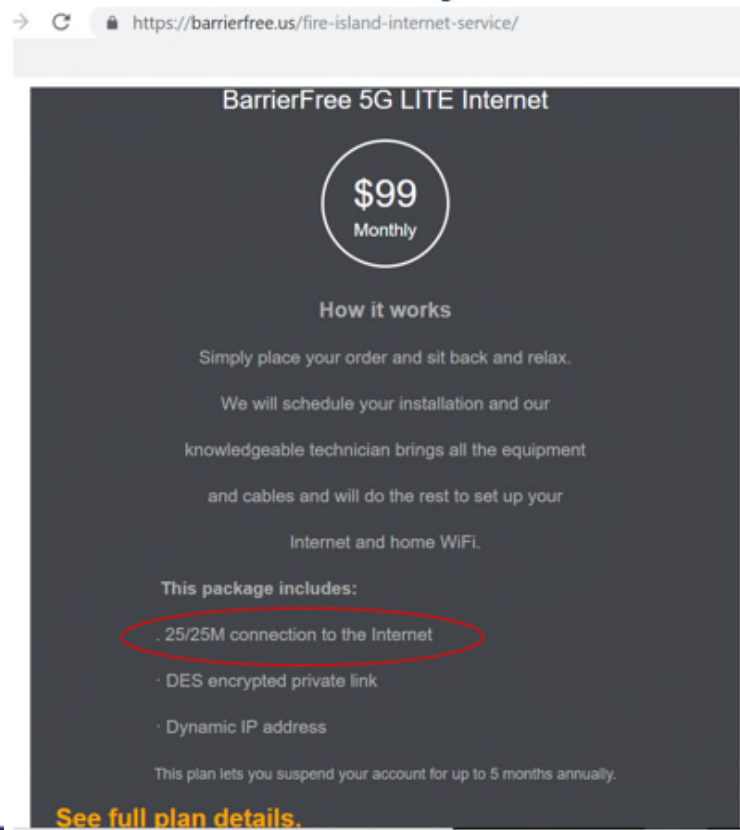 https://barrierfree.us/fire-island-internet-service/
BarrierFree 5G LITE Internet
$99
Monthly
How it works
Simply place your order and sit back and relax.
We will schedule your installation and our
knowledgeable technician brings all the equipment
and cables and will do the rest to set up your
Internet and home WiFi.
This package includes:
. 25/25M connection to the Internet
· DES encrypted private link
· Dynamic IP address
This plan lets you suspend your account for up to 5 months annually.
See full plan details.